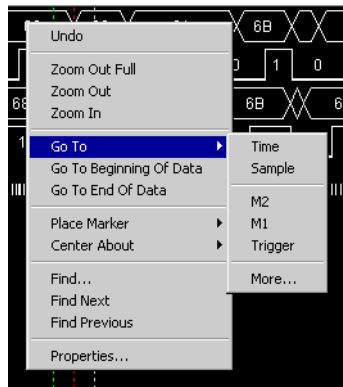 6B
Undo
1
0
Zoom Out Full
Zoom Out
Zoom In
68
6B
6
1
Go To
Go To Beginning Of Data
Go To End Of Data
Time
Sample
M2
M1
Trigger
More...
Place Marker
Center About
Find...
Find Next
Find Previous
Properties...